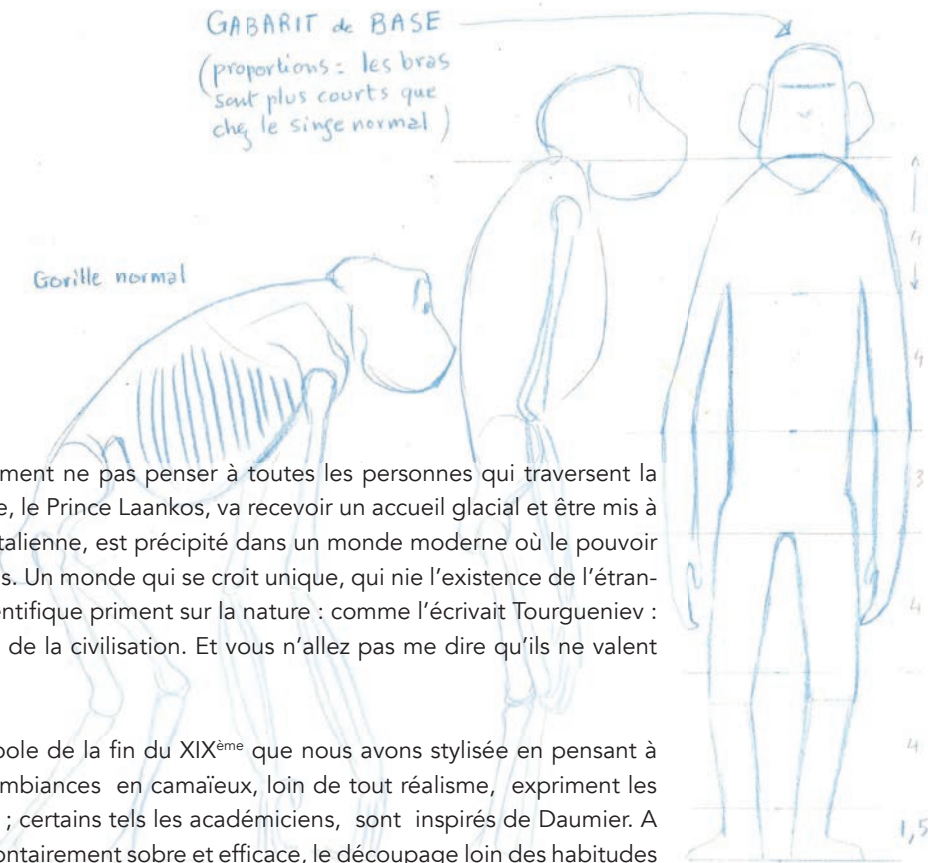 GABARIT de BASE
(proportions : les bras
sont plus courts que
chez le singe normal)
Gorille normal
4
4
3
4
4
1,5
ment ne pas penser à toutes les personnes qui traversent la
e, le Prince Laankos, va recevoir un accueil glacial et être mis à
talienne, est précipité dans un monde moderne où le pouvoir
s. Un monde qui se croit unique, qui nie l’existence de l’étran-
entifique priment sur la nature : comme l’écrivait Tourgueniev :
de la civilisation. Et vous n’allez pas me dire qu’ils ne valent
pole de la fin du XIXème que nous avons stylisée en pensant à
mbiances en camaïeux, loin de tout réalisme, expriment les
; certains tels les académiciens, sont inspirés de Daumier. A
ontairement sobre et efficace, le découpage loin des habitudes